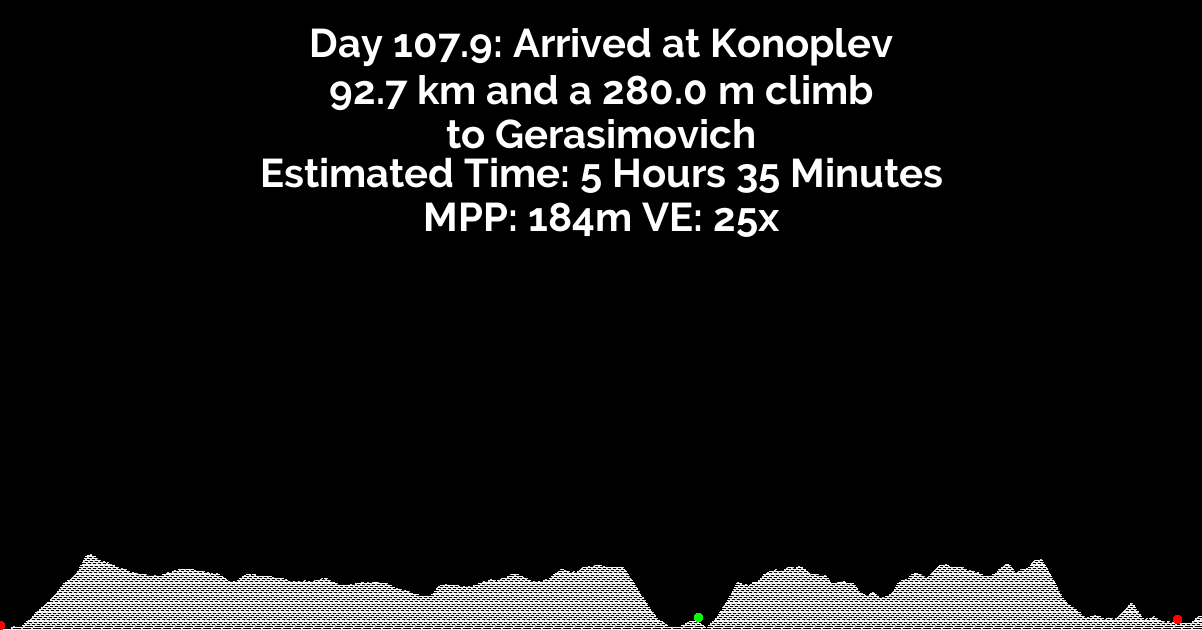 Day 107.9: Arrived at Konoplev
92.7 km and a 280.0 m climb
to Gerasimovich
Estimated Time: 5 Hours 35 Minutes
MPP: 184m VE: 25x